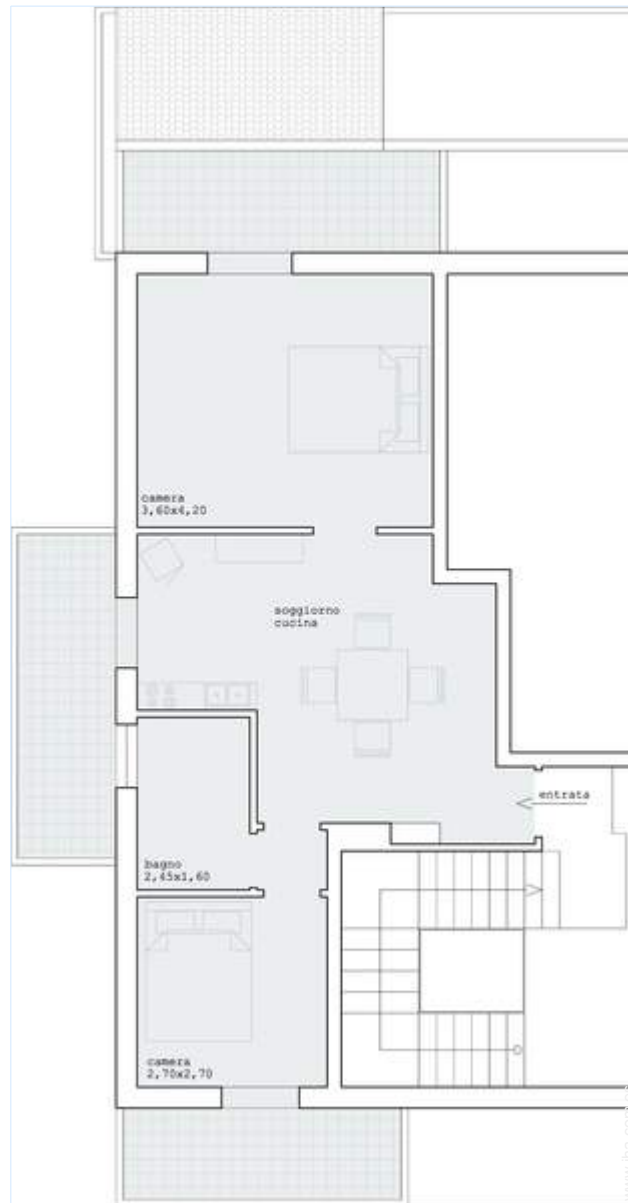 camera
3,60x4,20
soggiorno
cucina
entrata
bagno
2,45x1,60
camera
2,70x2,70